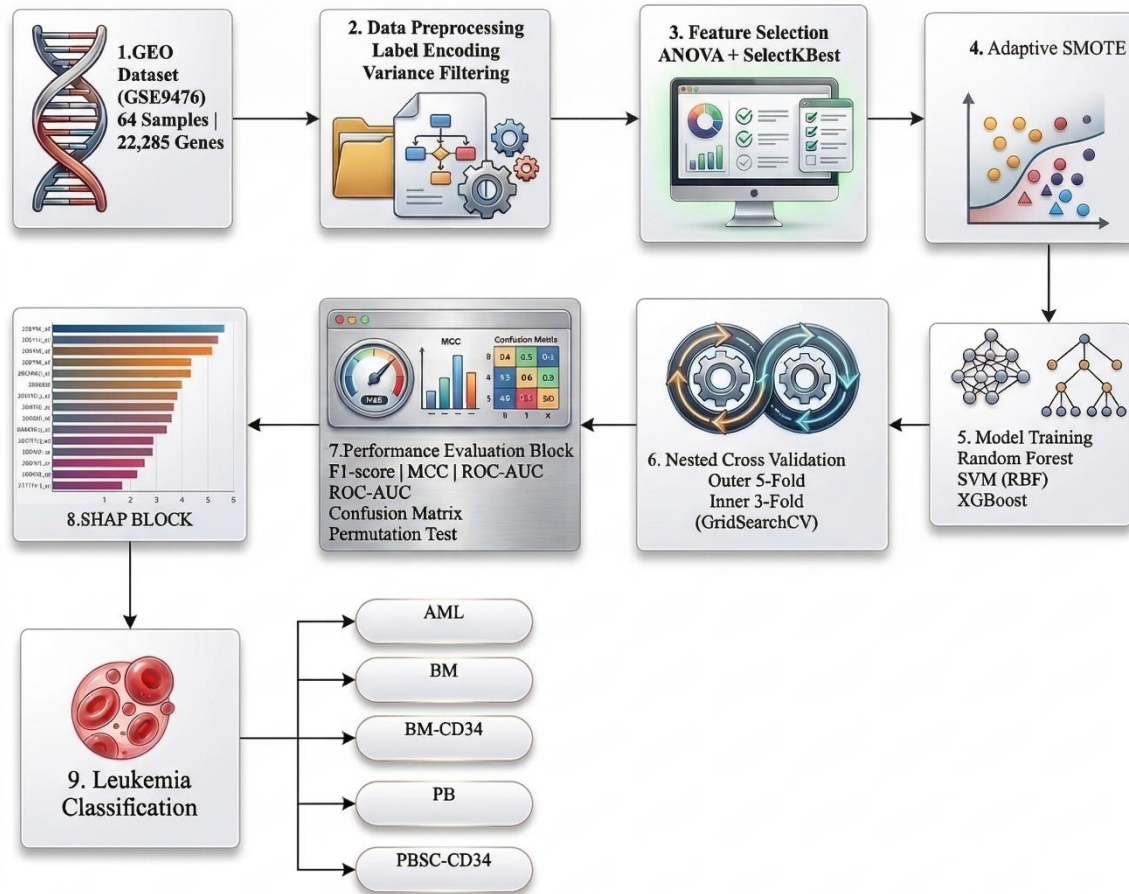 1.GEO
Dataset
(GSE9476)
64 Samples |
22,285 Genes
2. Data Preprocessing
Label Encoding
Variance Filtering
3. Feature Selection
ANOVA + SelectKBest
4. Adaptive SMOTE
5. Model Training
Random Forest
SVM (RBF)
XGBoost
6. Nested Cross Validation
Outer 5-Fold
Inner 3-Fold
(GridSearchCV)
MCC
7.Performance Evaluation Block
F1-score | MCC | ROC-AUC
ROC-AUC
Confusion Matrix
Permutation Test
1 2 3 4 5 6
8.SHAP BLOCK
9. Leukemia
Classification
AML
BM
BM-CD34
PB
PBSC-CD34